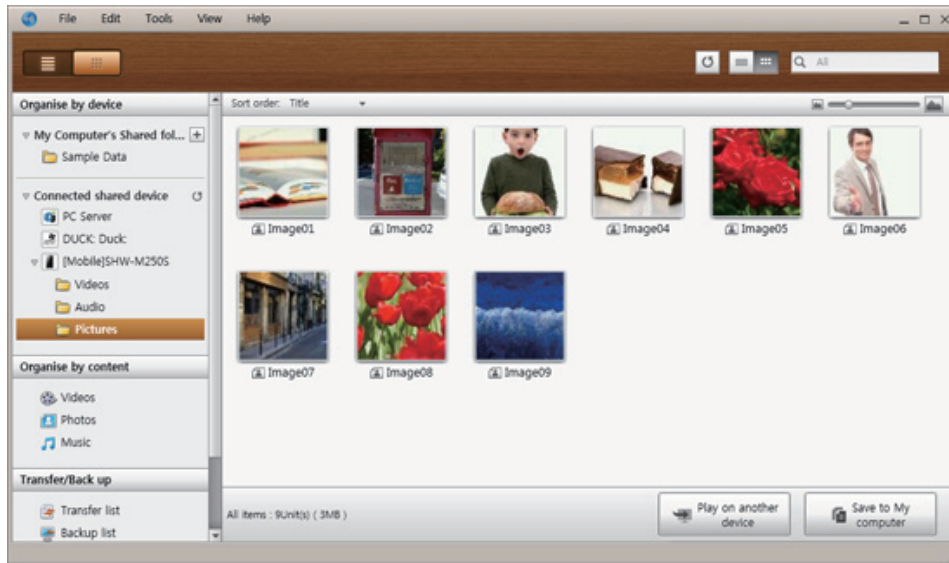 File Edit Tools View Help
All
Organise by device
Sort order: Title
My Computer's Shared fol...
Sample Data
Connected shared device
PC Server
DUCK: Duck:
[Mobile]SHW-M250S
Videos
Audio
Pictures
Organise by content
Videos
Photos
Music
Transfer/Back up
Transfer list
Backup list
Image01 Image02 Image03 Image04 Image05 Image06
Image07 Image08 Image09
All items : 9Unit(s) ( 3MB )
Play on another
device
Save to My
computer